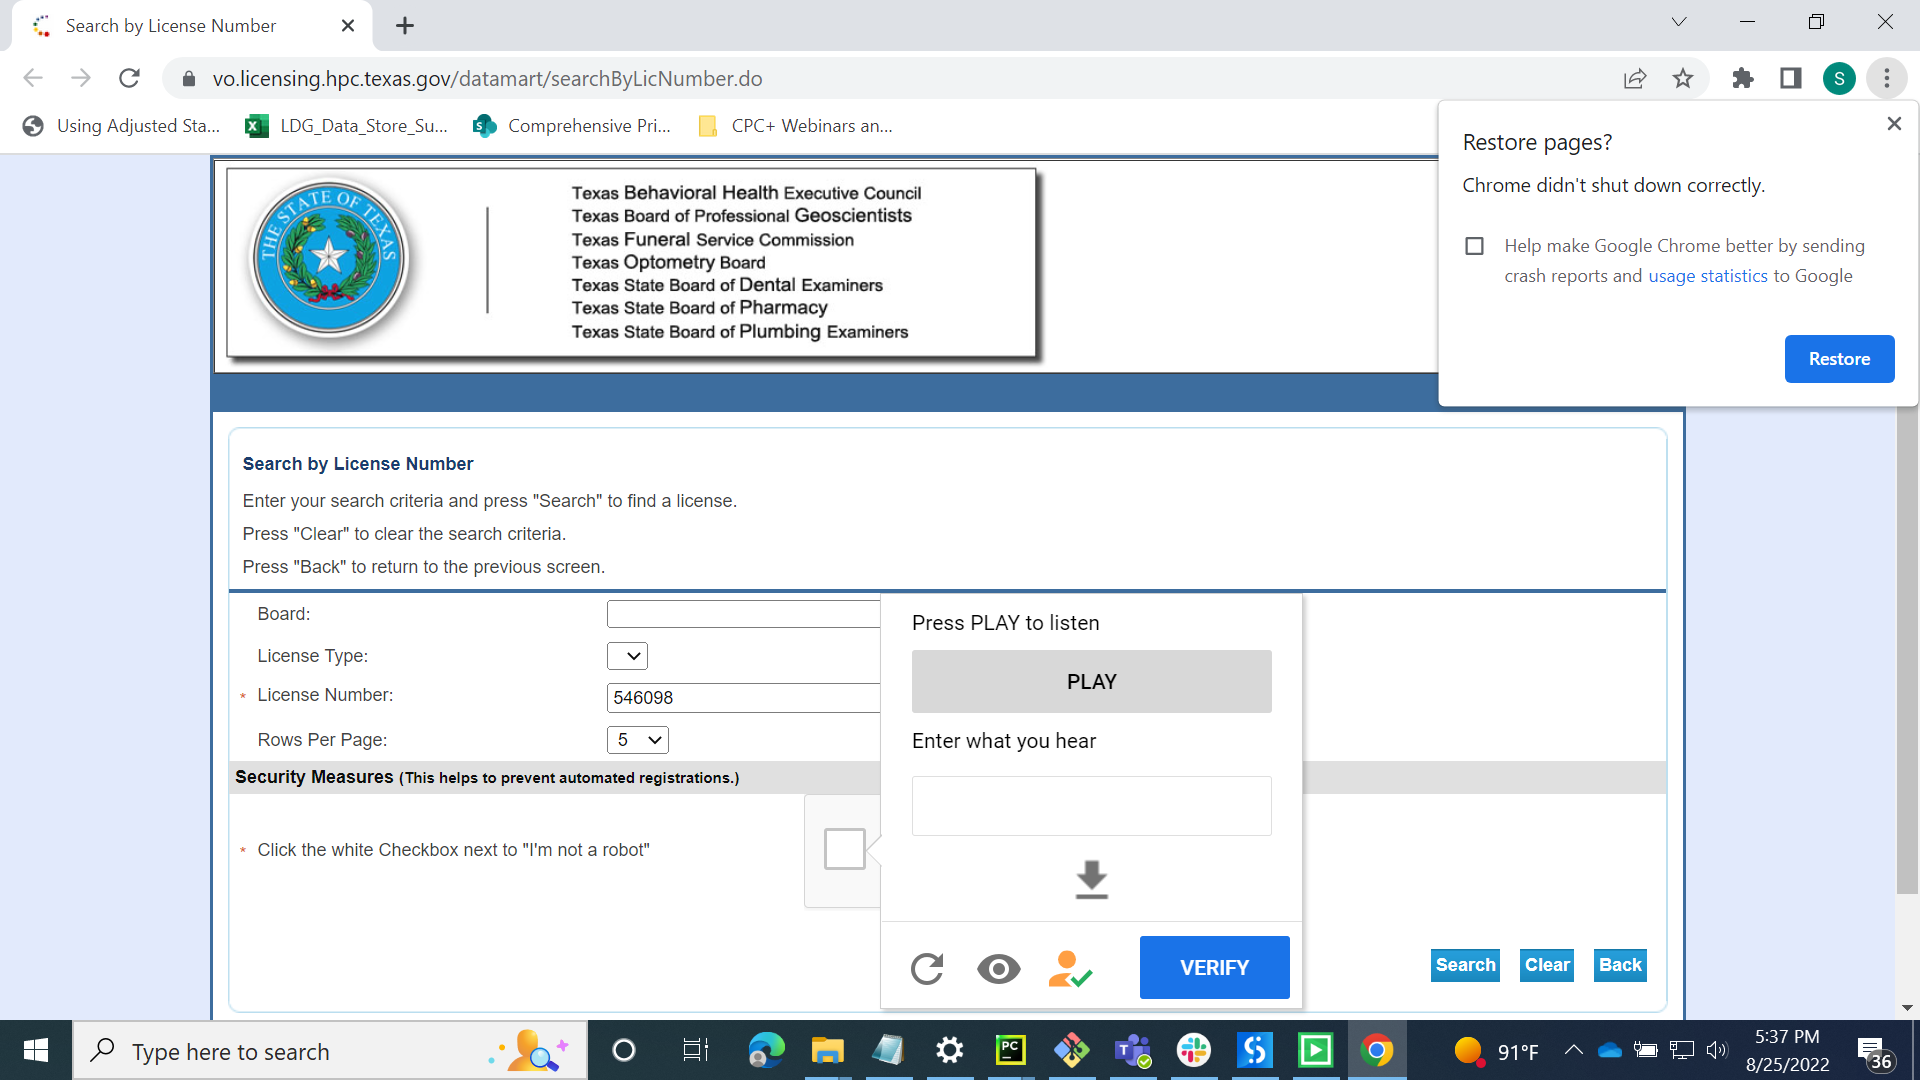 Search by License Number
vo.licensing.hpc.texas.gov/datamart/searchByLicNumber.do
S
Using Adjusted Sta...
LDG_Data_Store_Su...
Comprehensive Pri...
CPC+ Webinars an...
Restore pages?
Chrome didn't shut down correctly.
Help make Google Chrome better by sending
crash reports and usage statistics to Google
Restore
THE STATE OF TEXAS
Texas Behavioral Health Executive Council
Texas Board of Professional Geoscientists
Texas Funeral Service Commission
Texas Optometry Board
Texas State Board of Dental Examiners
Texas State Board of Pharmacy
Texas State Board of Plumbing Examiners
Search by License Number
Enter your search criteria and press "Search" to find a license.
Press "Clear" to clear the search criteria.
Press "Back" to return to the previous screen.
Board:
License Type:
* License Number: 546098
Rows Per Page: 5
Security Measures (This helps to prevent automated registrations.)
* Click the white Checkbox next to "I'm not a robot"
Press PLAY to listen
PLAY
Enter what you hear
VERIFY
Search Clear Back
Type here to search
PC
91°F
5:37 PM
8/25/2022
36